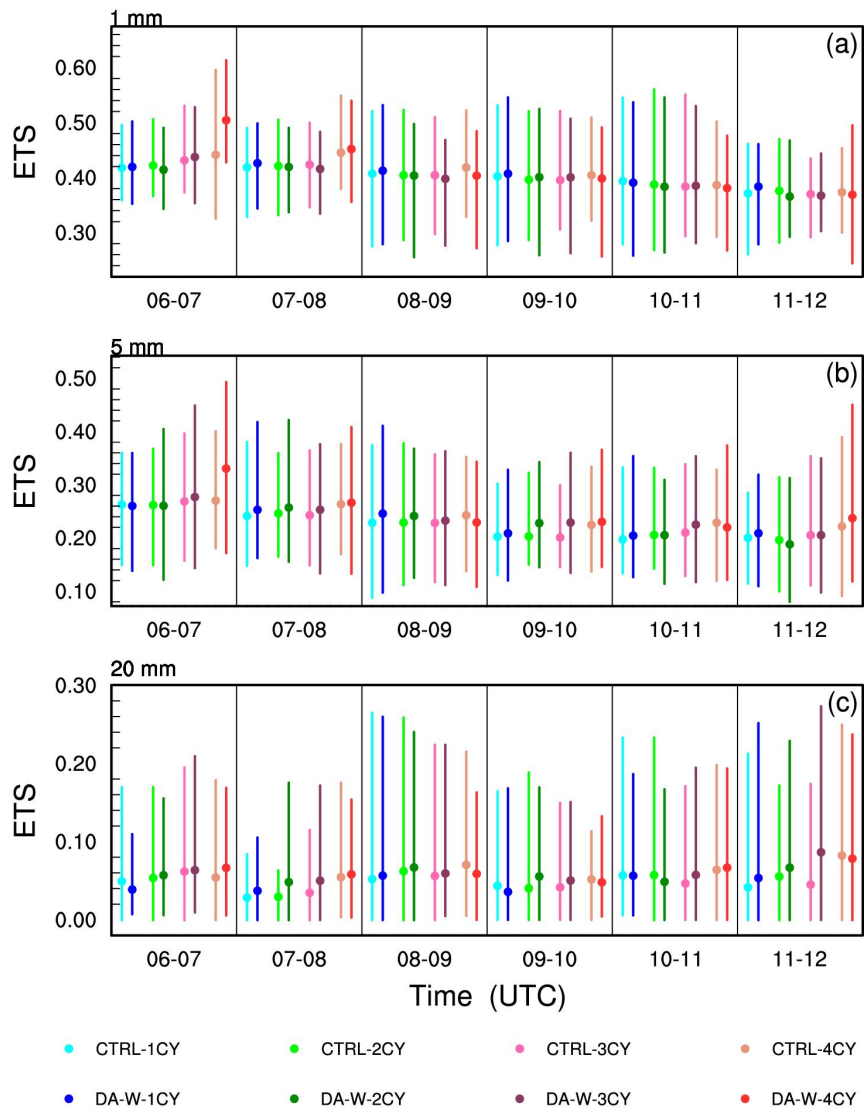 1 mm
(a)
0.60
0.50
0.40
0.30
ETS
06-07 07-08 08-09 09-10 10-11 11-12
5 mm
(b)
0.50
0.40
0.30
0.20
0.10
ETS
06-07 07-08 08-09 09-10 10-11 11-12
20 mm
(c)
0.30
0.20
0.10
0.00
ETS
06-07 07-08 08-09 09-10 10-11 11-12
Time (UTC)
CTRL-1CY CTRL-2CY CTRL-3CY CTRL-4CY
DA-W-1CY DA-W-2CY DA-W-3CY DA-W-4CY